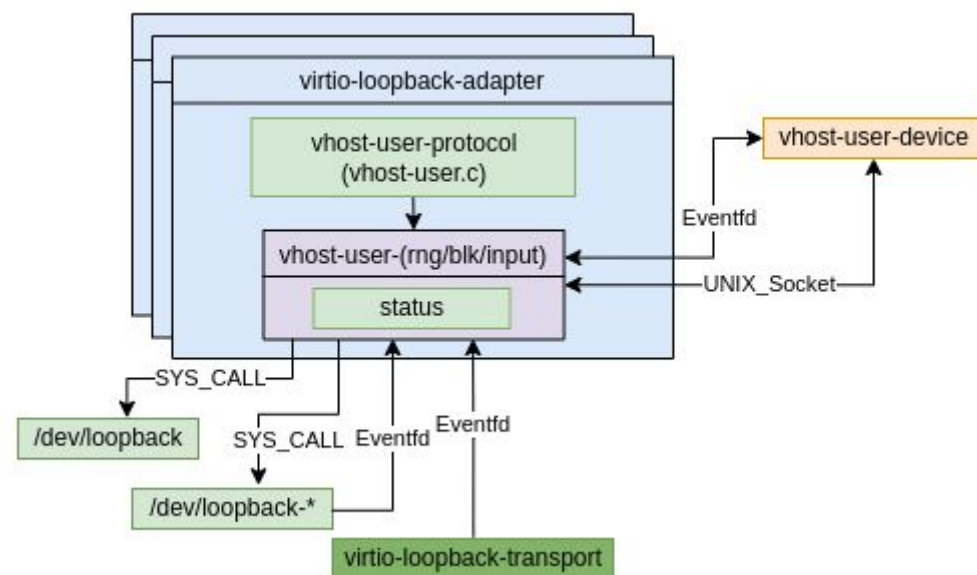 virtio-loopback-adapter
vhost-user-protocol
(vhost-user.c)
vhost-user-device
Eventfd
vhost-user-(rng/blk/input)
UNIX_Socket
status
SYS_CALL
/dev/loopback
SYS_CALL
Eventfd
Eventfd
/dev/loopback-*
virtio-loopback-transport